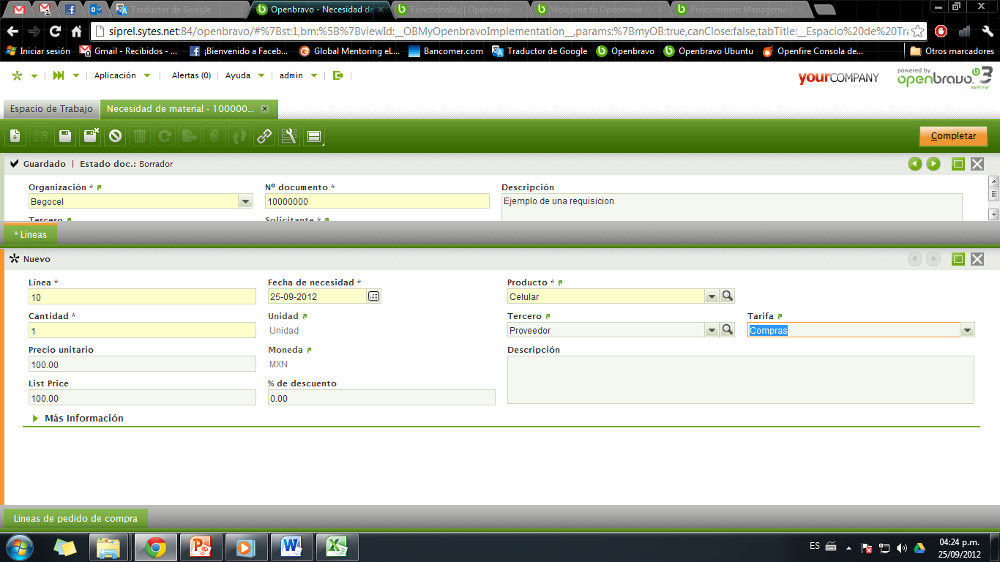 Traductor de Google
Openbravo - Necesidad de
Functionality | Openbravo
Welcome to Openbravo C
Procurement Management
siprel.sytes.net:84/openbravo/#%7Bst:1,bm:%5B%7BviewId:__OBMyOpenbravoImplementation__,params:%7BmyOB:true,canClose:false,tabTitle:__Espacio%20de%20Tra
Iniciar sesión
Gmail - Recibidos - ...
¡Bienvenido a Faceb...
Global Mentoring eL...
Bancomer.com
Traductor de Google
Openbravo
Openbravo Ubuntu
Openfire Consola de...
Otros marcadores
Aplicación
Alertas (0)
Ayuda
admin
yourCOMPANY
powered by
openbravo 3
agile erp
Espacio de Trabajo
Necesidad de material - 100000...
Completar
Guardado | Estado doc.: Borrador
Organización *
Nº documento *
Descripción
Begocel
10000000
Ejemplo de una requisicion
Tercero
Solicitante *
* Lineas
Nuevo
Línea *
Fecha de necesidad *
Producto *
10
25-09-2012
Celular
Cantidad *
Unidad
Tercero
Tarifa
1
Unidad
Proveedor
Compras
Precio unitario
Moneda
Descripción
100.00
MXN
List Price
% de descuento
100.00
0.00
Más Información
Líneas de pedido de compra
ES
04:24 p.m.
25/09/2012